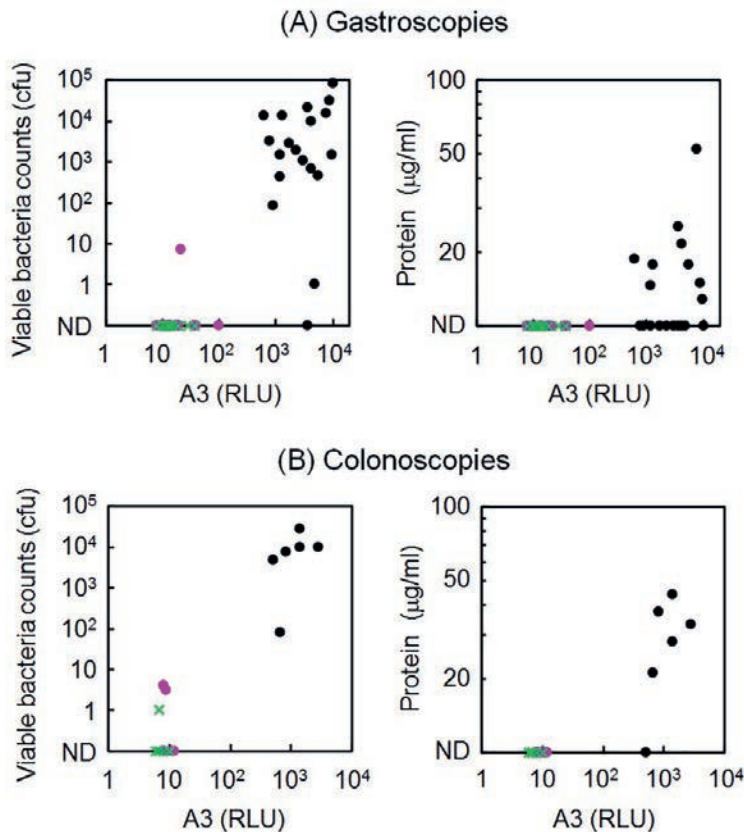 (A) Gastroscopies
Viable bacteria counts (cfu)
10⁵
10⁴
10³
10²
10
1
ND
1 10 10² 10³ 10⁴
A3 (RLU)
Protein (μg/ml)
100
50
20
ND
1 10 10² 10³ 10⁴
A3 (RLU)
(B) Colonoscopies
Viable bacteria counts (cfu)
10⁵
10⁴
10³
10²
10
1
ND
1 10 10² 10³ 10⁴
A3 (RLU)
Protein (μg/ml)
100
50
20
ND
1 10 10² 10³ 10⁴
A3 (RLU)